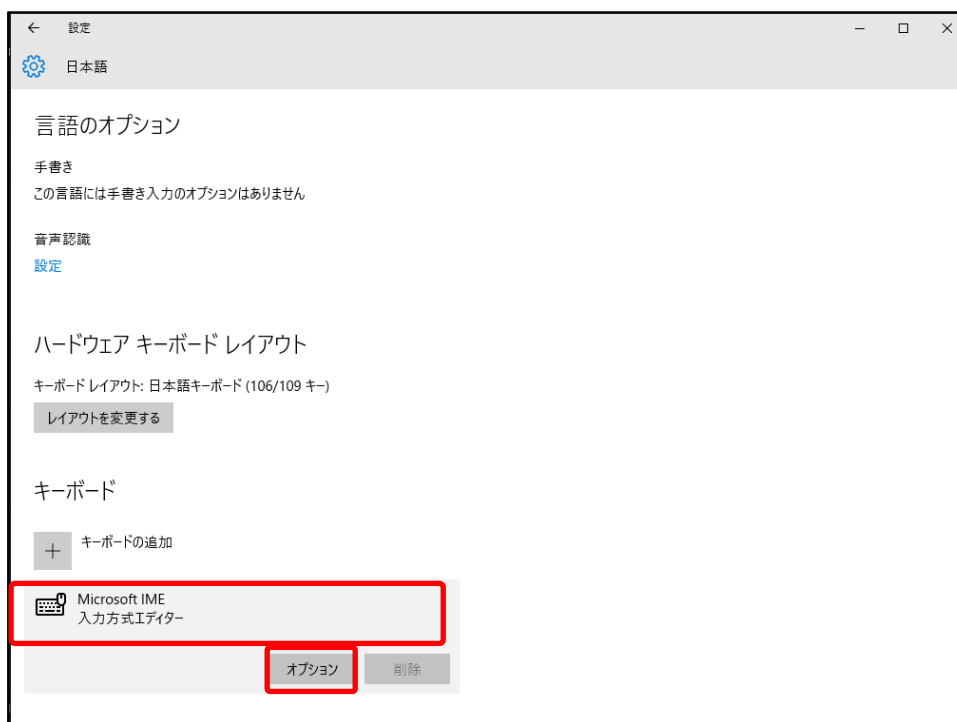 設定
日本語
言語のオプション
手書き
この言語には手書き入力のオプションはありません
音声認識
設定
ハードウェア キーボード レイアウト
キーボード レイアウト: 日本語キーボード (106/109 キー)
レイアウトを変更する
キーボード
キーボードの追加
Microsoft IME
入力方式エディター
オプション 削除